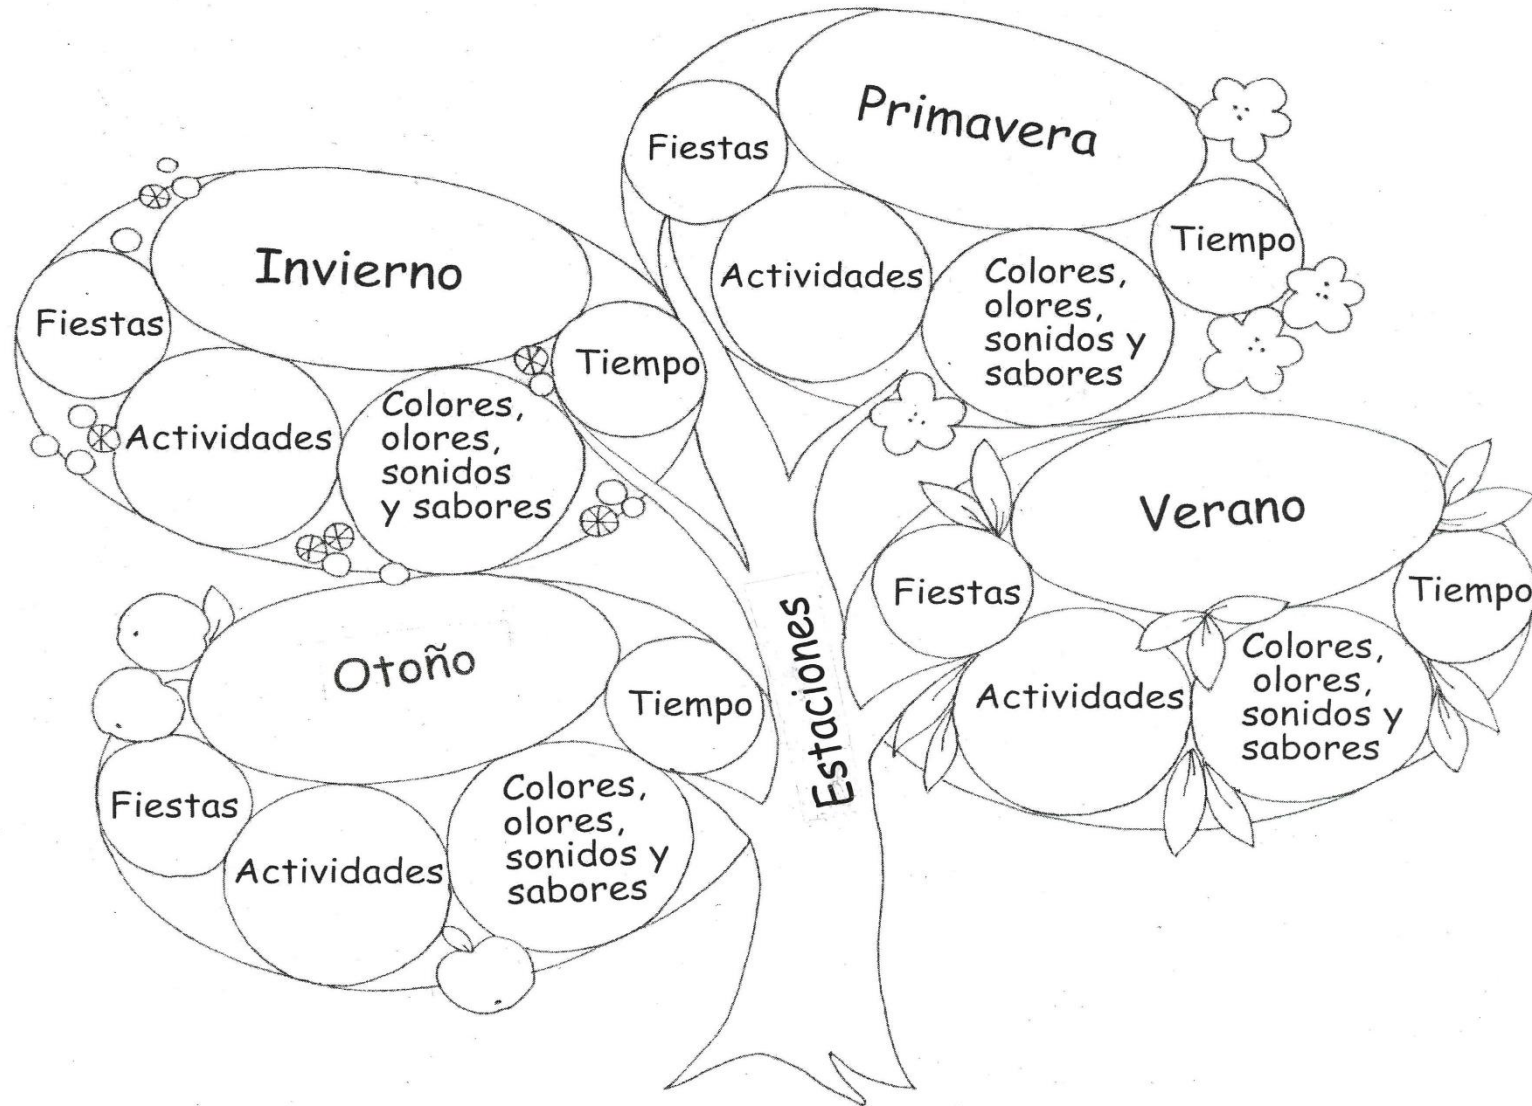 Primavera
Fiestas
Tiempo
Actividades
Colores,
olores,
sonidos y
sabores
Invierno
Fiestas
Tiempo
Actividades
Colores,
olores,
sonidos
y sabores
Verano
Fiestas
Tiempo
Actividades
Colores,
olores,
sonidos y
sabores
Otoño
Tiempo
Fiestas
Actividades
Colores,
olores,
sonidos y
sabores
Estaciones